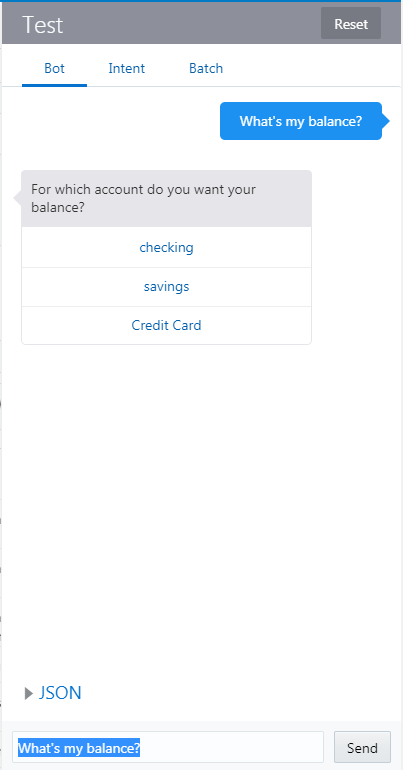 Test
Reset
Bot
Intent
Batch
What's my balance?
For which account do you want your
balance?
checking
savings
Credit Card
JSON
What's my balance?
Send